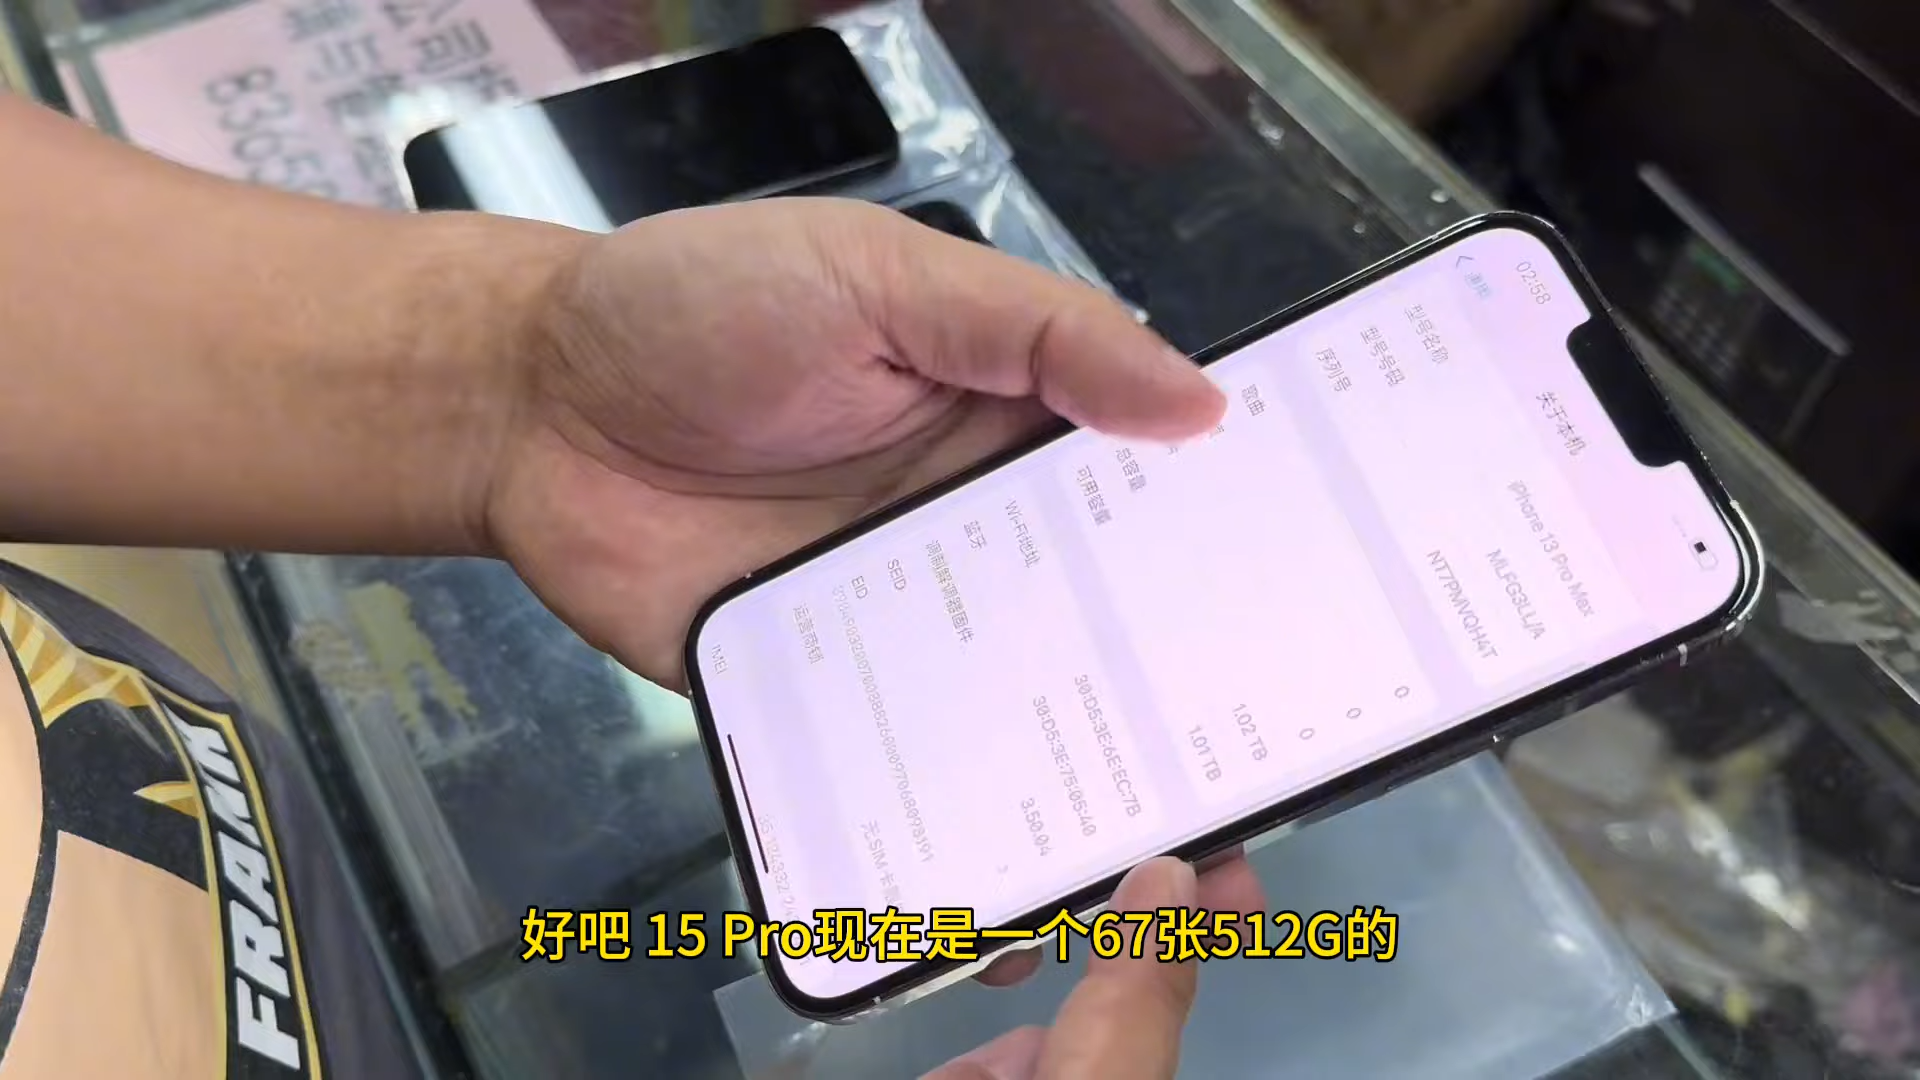 02:58
通用
关于本机
型号名称
iPhone 13 Pro Max
型号号码
MLFG3LL/A
序列号
NT7PMVQH4T
歌曲
0
0
0
总容量
1.02 TB
可用容量
1.01 TB
Wi-Fi地址
30:D5:3E:6E:EC:7B
蓝牙
30:D5:3E:75:05:40
调制解调器固件
3.50.04
SEID
EID
运营商锁
无SIM卡
IMEI
FRANK
8365
好吧 15 Pro现在是一个67张512G的